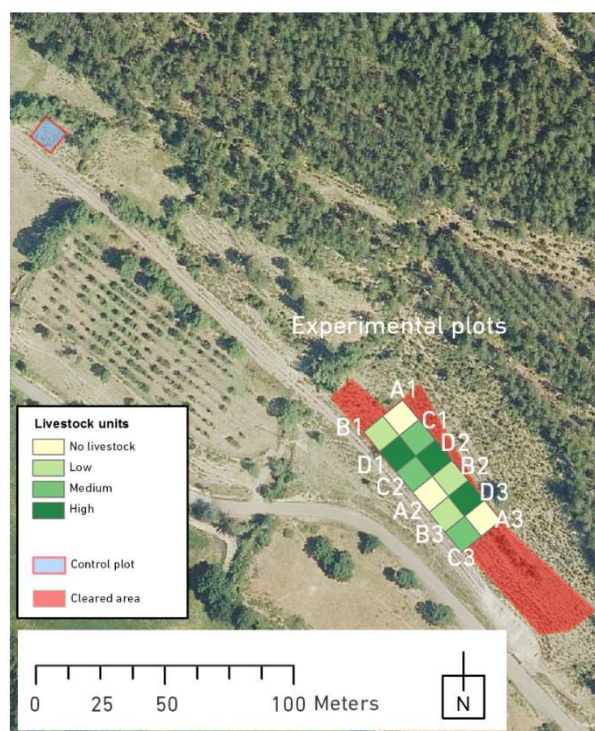 Experimental plots
A1
B1
C1
D2
D1
B2
C2
D3
A2
A3
B3
C3
Livestock units
No livestock
Low
Medium
High
Control plot
Cleared area
0 25 50 100 Meters
N